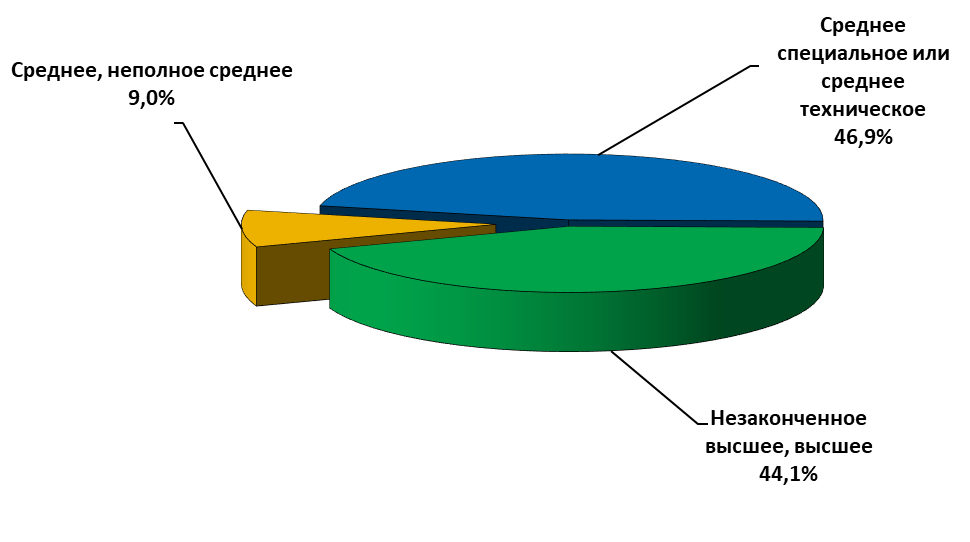 Среднее
специальное или
среднее
техническое
46,9%
Среднее, неполное среднее
9,0%
Незаконченное
высшее, высшее
44,1%